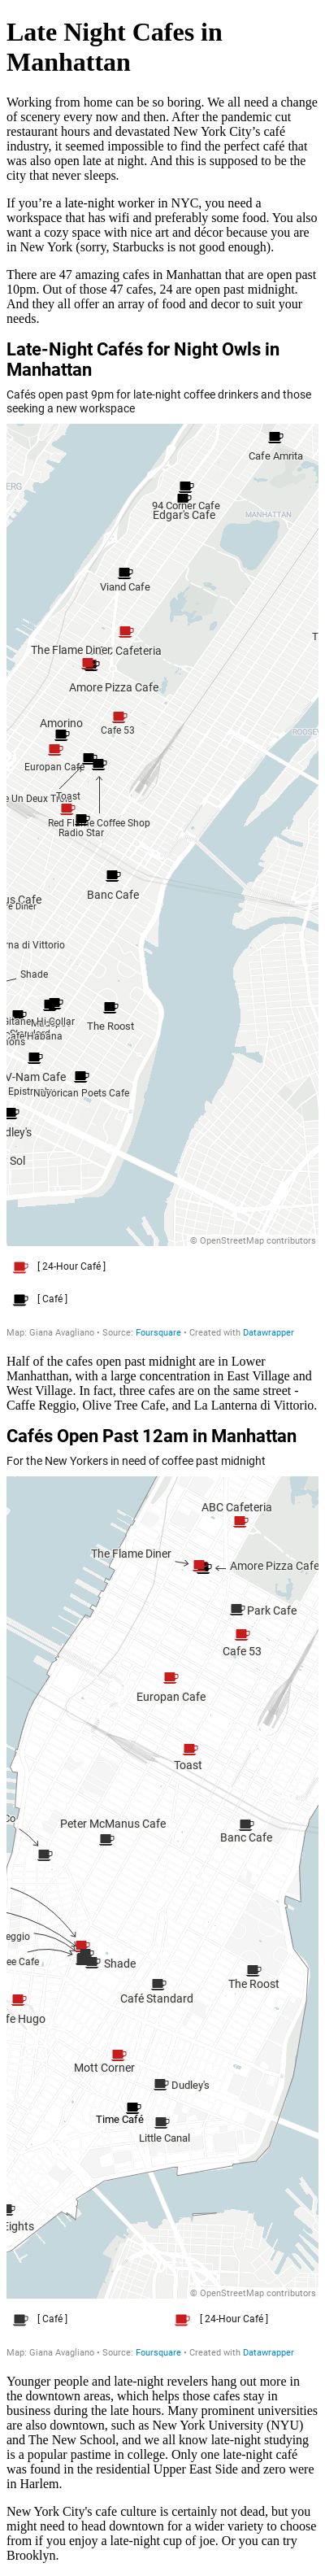 Late Night Cafes in
Manhattan
Working from home can be so boring. We all need a change
of scenery every now and then. After the pandemic cut
restaurant hours and devastated New York City’s café
industry, it seemed impossible to find the perfect café that
was also open late at night. And this is supposed to be the
city that never sleeps.
If you’re a late-night worker in NYC, you need a
workspace that has wifi and preferably some food. You also
want a cozy space with nice art and décor because you are
in New York (sorry, Starbucks is not good enough).
There are 47 amazing cafes in Manhattan that are open past
10pm. Out of those 47 cafes, 24 are open past midnight.
And they all offer an array of food and decor to suit your
needs.
Late-Night Cafés for Night Owls in
Manhattan
Cafés open past 9pm for late-night coffee drinkers and those
seeking a new workspace
Cafe Amrita
ERG
94 Corner Cafe
Edgar's Cafe
MANHATTAN
Viand Cafe
T
The Flame Diner
Cafeteria
Amore Pizza Cafe
Amorino
Cafe 53
ROOSEV
Europan Cafe
Toast
e Un Deux Trois
Red Flame Coffee Shop
Radio Star
Banc Cafe
us Cafe
re Diner
rna di Vittorio
Shade
Gitane
Hi-Collar
The Roost
Cafe Habana
ions
V-Nam Cafe
Epistrophy
Nuyorican Poets Cafe
dley's
Sol
© OpenStreetMap contributors
[ 24-Hour Café ]
[ Café ]
Map: Giana Avagliano • Source: Foursquare • Created with Datawrapper
Half of the cafes open past midnight are in Lower
Manhatthan, with a large concentration in East Village and
West Village. In fact, three cafes are on the same street -
Caffe Reggio, Olive Tree Cafe, and La Lanterna di Vittorio.
Cafés Open Past 12am in Manhattan
For the New Yorkers in need of coffee past midnight
ABC Cafeteria
The Flame Diner
Amore Pizza Cafe
Park Cafe
Cafe 53
Europan Cafe
Toast
Co
Peter McManus Cafe
Banc Cafe
eggio
ee Cafe
Shade
The Roost
Café Standard
fe Hugo
Mott Corner
Dudley's
Time Café
Little Canal
Eights
© OpenStreetMap contributors
[ Café ]
[ 24-Hour Café ]
Map: Giana Avagliano • Source: Foursquare • Created with Datawrapper
Younger people and late-night revelers hang out more in
the downtown areas, which helps those cafes stay in
business during the late hours. Many prominent universities
are also downtown, such as New York University (NYU)
and The New School, and we all know late-night studying
is a popular pastime in college. Only one late-night café
was found in the residential Upper East Side and zero were
in Harlem.
New York City's cafe culture is certainly not dead, but you
might need to head downtown for a wider variety to choose
from if you enjoy a late-night cup of joe. Or you can try
Brooklyn.